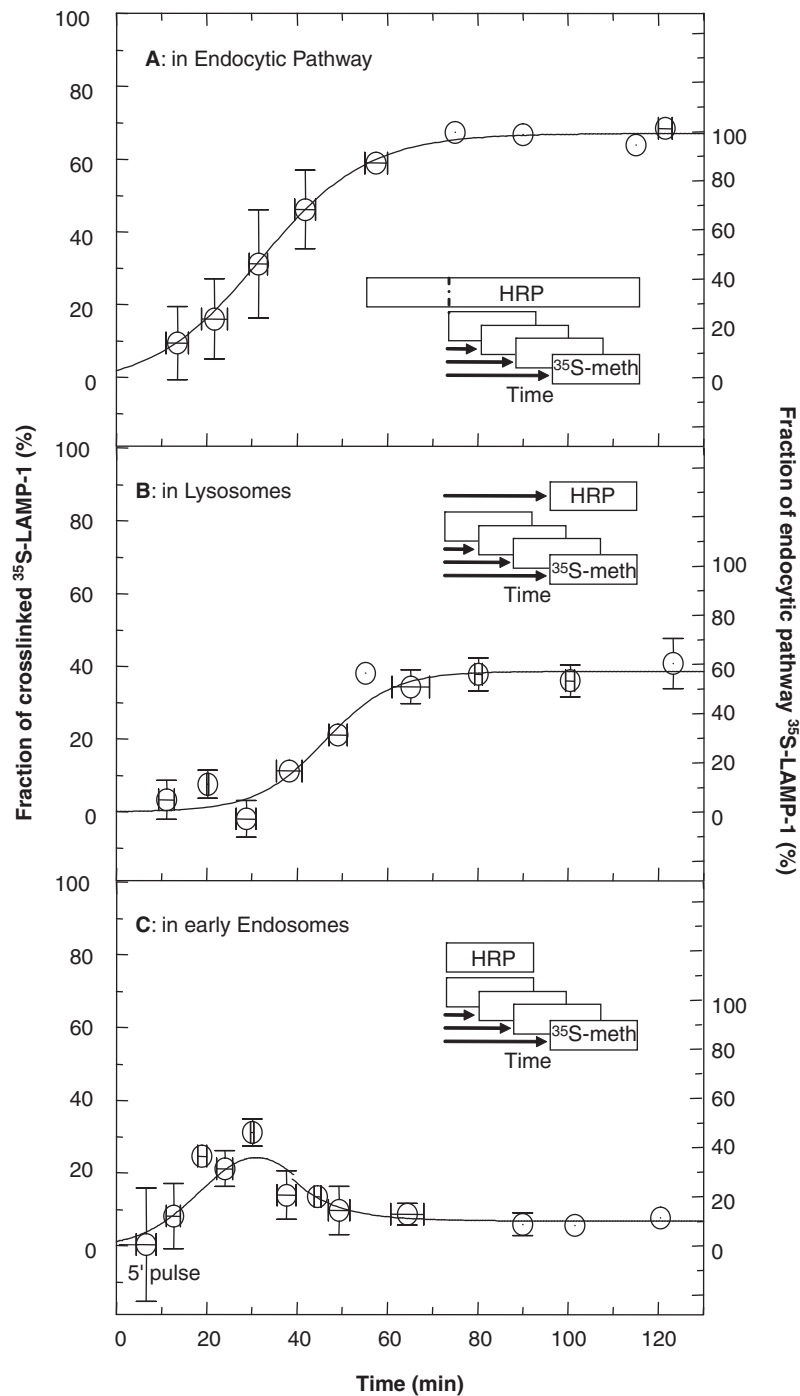 100
A: in Endocytic Pathway
80
100
60
80
60
40
HRP
40
20
20
35S-meth
0
0
Time
100
B: in Lysosomes
HRP
80
35S-meth
100
60
Time
80
40
60
40
20
20
0
0
100
C: in early Endosomes
80
HRP
100
60
35S-meth
80
Time
40
60
40
20
20
0
0
5' pulse
0 20 40 60 80 100 120
Time (min)
Fraction of crosslinked 35S-LAMP-1 (%)
Fraction of endocytic pathway 35S-LAMP-1 (%)